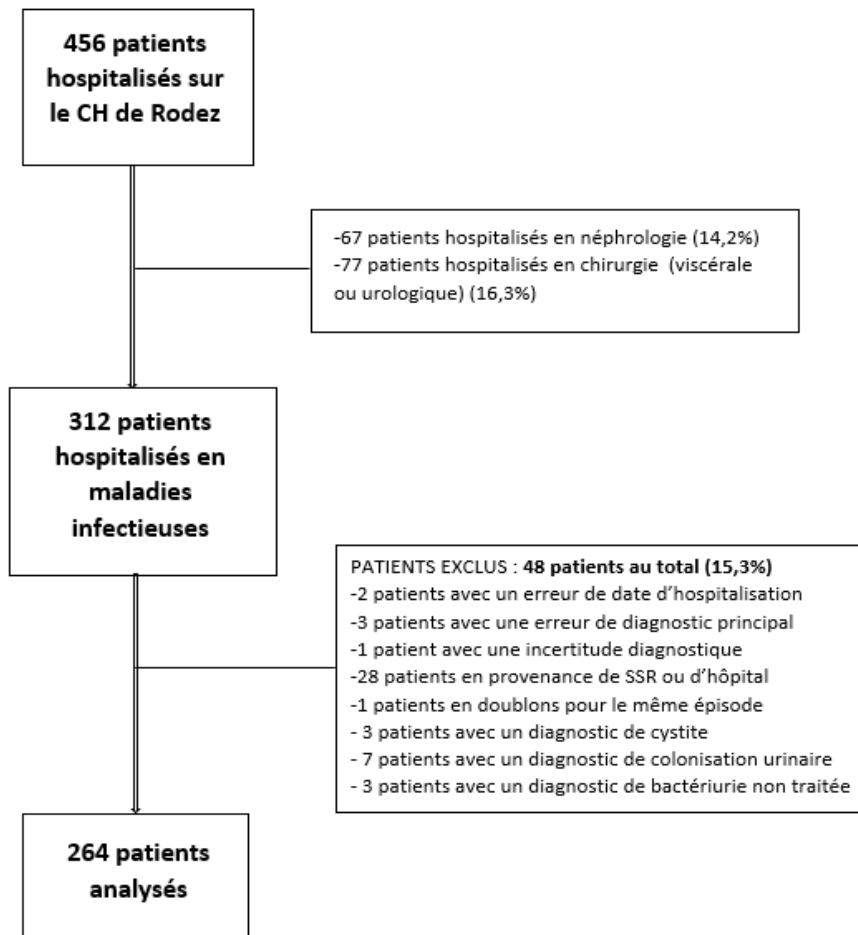 456 patients
hospitalisés sur
le CH de Rodez
-67 patients hospitalisés en néphrologie (14,2%)
-77 patients hospitalisés en chirurgie (viscérale
ou urologique) (16,3%)
312 patients
hospitalisés en
maladies
infectieuses
PATIENTS EXCLUS : 48 patients au total (15,3%)
-2 patients avec un erreur de date d’hospitalisation
-3 patients avec une erreur de diagnostic principal
-1 patient avec une incertitude diagnostique
-28 patients en provenance de SSR ou d’hôpital
-1 patients en doublons pour le même épisode
- 3 patients avec un diagnostic de cystite
- 7 patients avec un diagnostic de colonisation urinaire
- 3 patients avec un diagnostic de bactériurie non traitée
264 patients
analysés